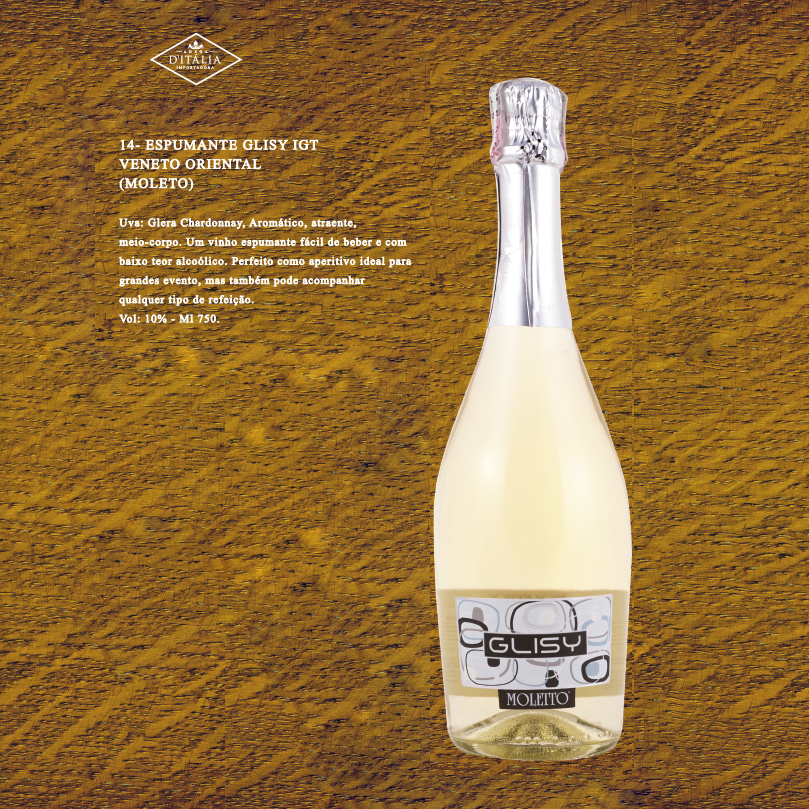 ADEGA
D'ITÁLIA
IMPORTADORA
14- ESPUMANTE GLISY IGT
VENETO ORIENTAL
(MOLETO)
Uva: Glera Chardonnay, Aromático, atraente,
meio-corpo. Um vinho espumante fácil de beber e com
baixo teor alcoólico. Perfeito como aperitivo ideal para
grandes evento, mas também pode acompanhar
qualquer tipo de refeição.
Vol: 10% - Ml 750.
GLISY
MOLETTO